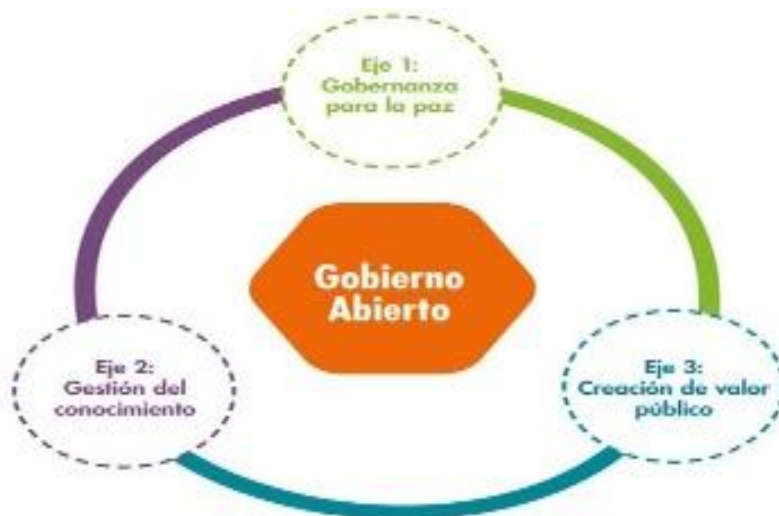 Eje 1:
Gobernanza
para la paz
Gobierno
Abierto
Eje 2:
Gestión del
conocimiento
Eje 3:
Creación de valor
público